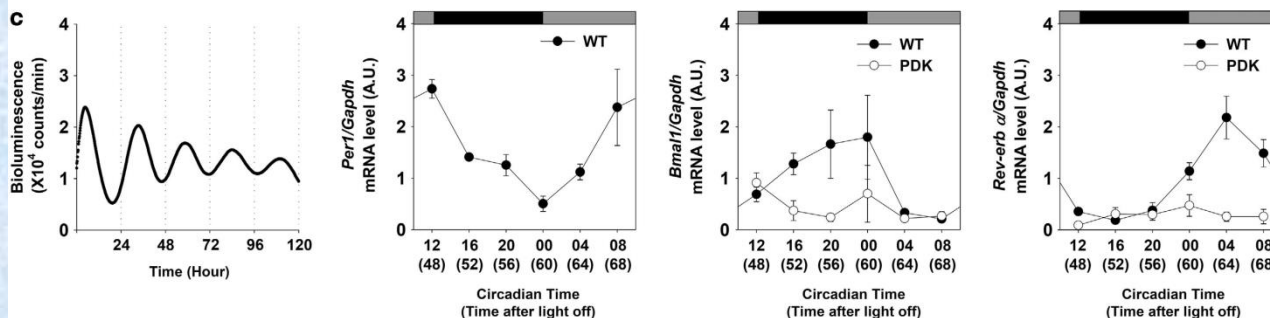 c
4
3
2
1
0
Bioluminescence
(X10⁴ counts/min)
24 48 72 96 120
Time (Hour)
4
3
2
1
0
Per1/Gapdh
mRNA level (A.U.)
WT
12 16 20 00 04 08
(48) (52) (56) (60) (64) (68)
Circadian Time
(Time after light off)
4
3
2
1
0
Bmal1/Gapdh
mRNA level (A.U.)
WT
PDK
12 16 20 00 04 08
(48) (52) (56) (60) (64) (68)
Circadian Time
(Time after light off)
4
3
2
1
0
Rev-erb α/Gapdh
mRNA level (A.U.)
WT
PDK
12 16 20 00 04 08
(48) (52) (56) (60) (64) (68)
Circadian Time
(Time after light off)